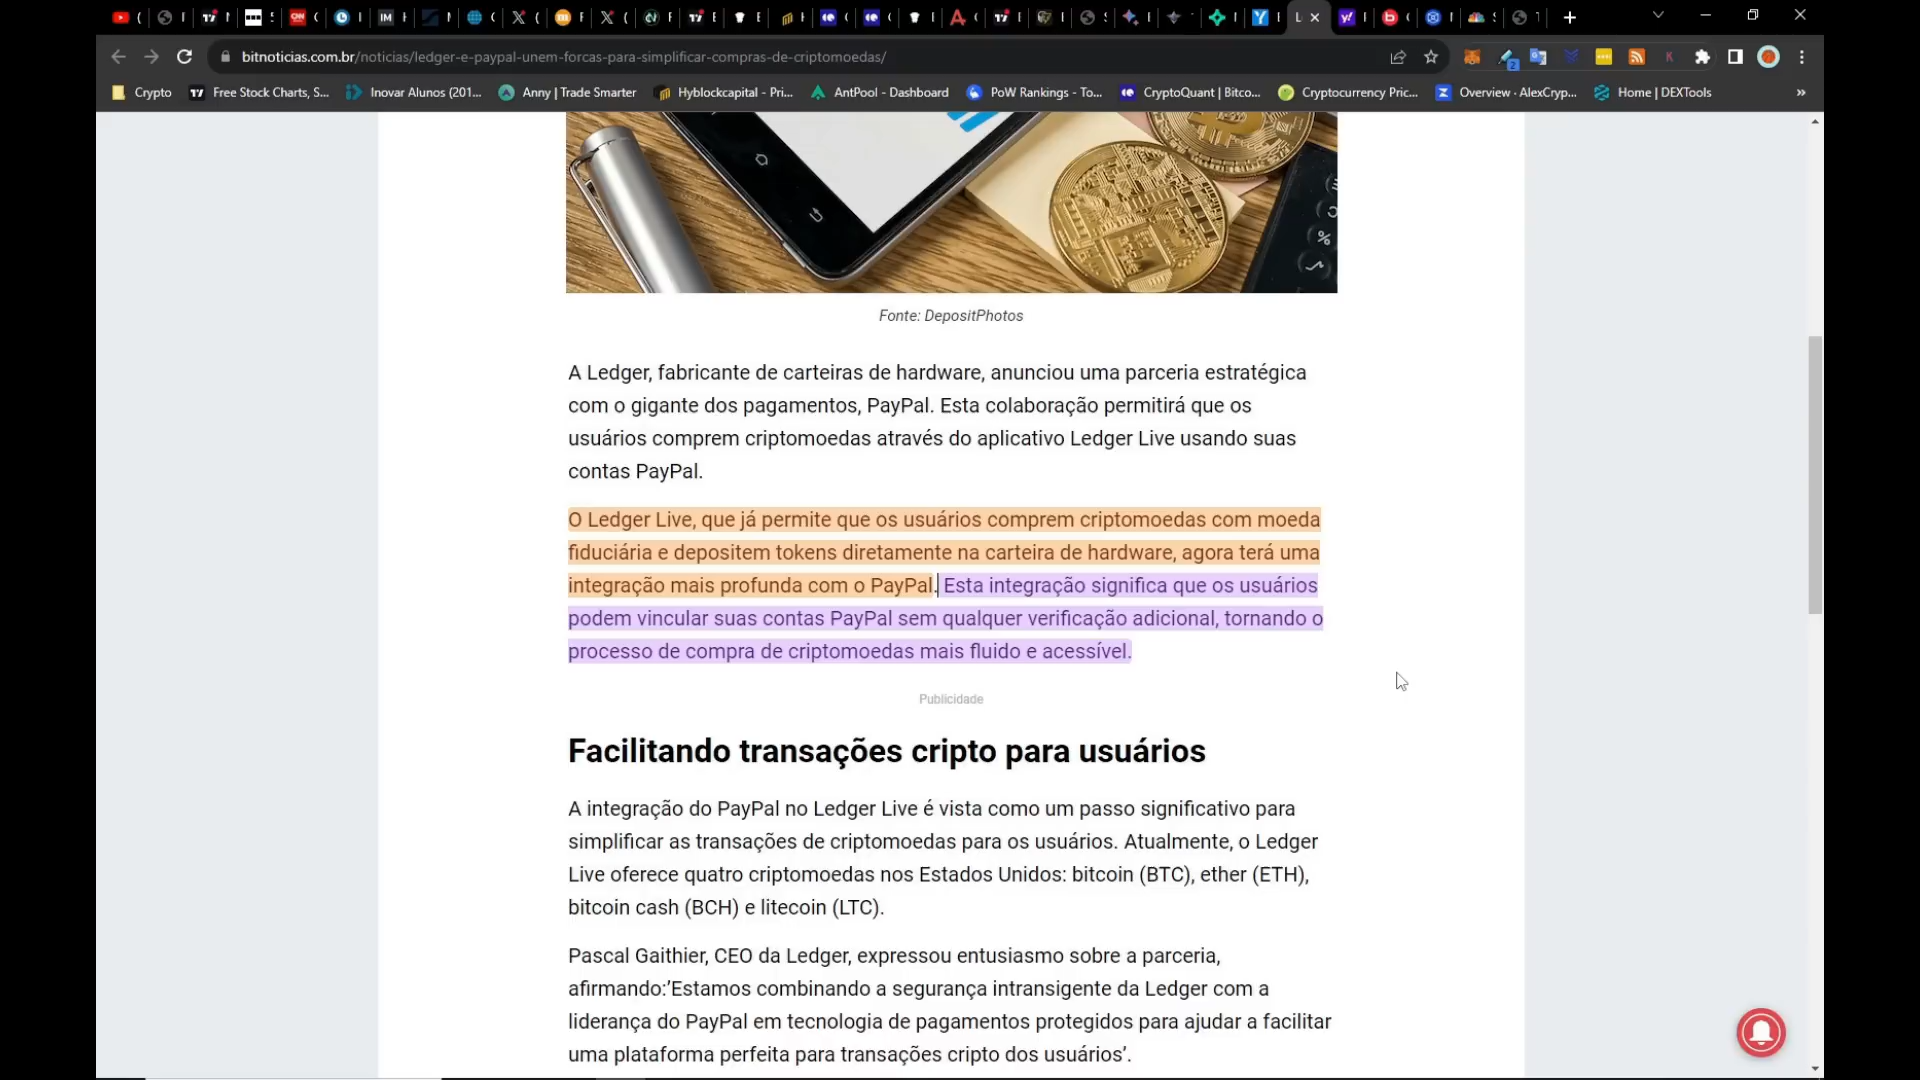 bitnoticias.com.br/noticias/ledger-e-paypal-unem-forcas-para-simplificar-compras-de-criptomoedas/
Crypto
Free Stock Charts, S...
Inovar Alunos (201...
Anny | Trade Smarter
Hyblockcapital - Pri...
AntPool - Dashboard
PoW Rankings - To...
CryptoQuant | Bitco...
Cryptocurrency Pric...
Overview · AlexCryp...
Home | DEXTools
»
Fonte: DepositPhotos
A Ledger, fabricante de carteiras de hardware, anunciou uma parceria estratégica
com o gigante dos pagamentos, PayPal. Esta colaboração permitirá que os
usuários comprem criptomoedas através do aplicativo Ledger Live usando suas
contas PayPal.
O Ledger Live, que já permite que os usuários comprem criptomoedas com moeda
fiduciária e depositem tokens diretamente na carteira de hardware, agora terá uma
integração mais profunda com o PayPal. Esta integração significa que os usuários
podem vincular suas contas PayPal sem qualquer verificação adicional, tornando o
processo de compra de criptomoedas mais fluido e acessível.
Publicidade
Facilitando transações cripto para usuários
A integração do PayPal no Ledger Live é vista como um passo significativo para
simplificar as transações de criptomoedas para os usuários. Atualmente, o Ledger
Live oferece quatro criptomoedas nos Estados Unidos: bitcoin (BTC), ether (ETH),
bitcoin cash (BCH) e litecoin (LTC).
Pascal Gaithier, CEO da Ledger, expressou entusiasmo sobre a parceria,
afirmando:’Estamos combinando a segurança intransigente da Ledger com a
liderança do PayPal em tecnologia de pagamentos protegidos para ajudar a facilitar
uma plataforma perfeita para transações cripto dos usuários’.